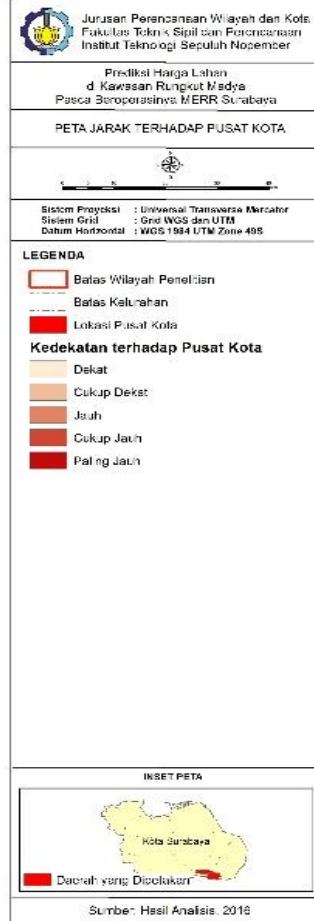 Jurusan Perencanaan Wilayah dan Kota
Fakultas Teknik Sipil dan Perencanaan
Institut Teknologi Sepuluh Nopember
Prediksi Harga Lahan
di Kawasan Rungkut Madya
Pasca Beroperasinya MERR Surabaya
PETA JARAK TERHADAP PUSAT KOTA
Sistem Proyeksi : Universal Transverse Mercator
Sistem Grid : Grid WGS dan UTM
Datum Horizontal : WGS 1984 UTM Zone 49S
LEGENDA
Batas Wilayah Penelitian
Batas Kelurahan
Lokasi Pusat Kota
Kedekatan terhadap Pusat Kota
Dekat
Cukup Dekat
Jauh
Cukup Jauh
Paling Jauh
INSET PETA
Kota Surabaya
Daerah yang Dipetakan
Sumber: Hasil Analisis, 2016